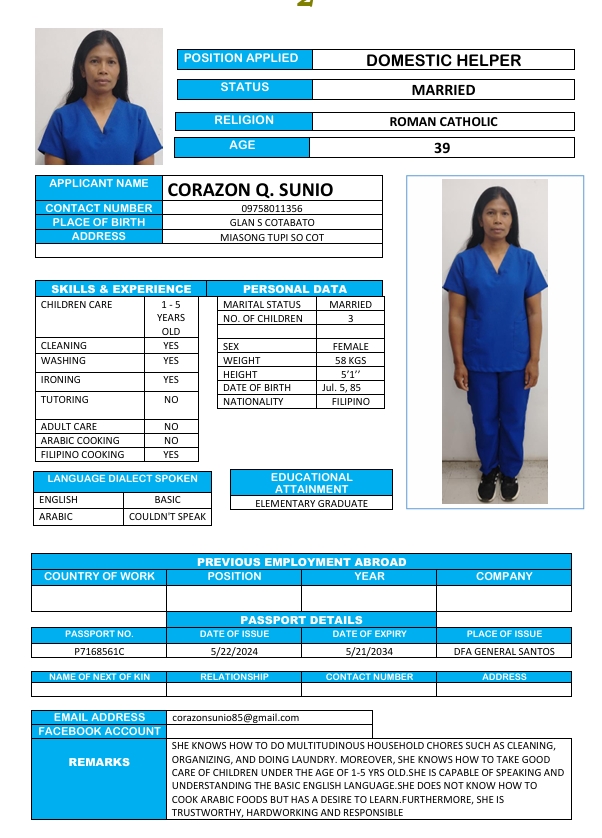 POSITION APPLIED DOMESTIC HELPER
STATUS MARRIED
RELIGION ROMAN CATHOLIC
AGE 39
APPLICANT NAME CORAZON Q. SUNIO
CONTACT NUMBER 09758011356
PLACE OF BIRTH GLAN S COTABATO
ADDRESS MIASONG TUPI SO COT
SKILLS & EXPERIENCE
CHILDREN CARE 1 - 5
YEARS
OLD
CLEANING YES
WASHING YES
IRONING YES
TUTORING NO
ADULT CARE NO
ARABIC COOKING NO
FILIPINO COOKING YES
PERSONAL DATA
MARITAL STATUS MARRIED
NO. OF CHILDREN 3
SEX FEMALE
WEIGHT 58 KGS
HEIGHT 5’1’’
DATE OF BIRTH Jul. 5, 85
NATIONALITY FILIPINO
LANGUAGE DIALECT SPOKEN
ENGLISH BASIC
ARABIC COULDN'T SPEAK
EDUCATIONAL
ATTAINMENT
ELEMENTARY GRADUATE
PREVIOUS EMPLOYMENT ABROAD
COUNTRY OF WORK POSITION YEAR COMPANY
PASSPORT DETAILS
PASSPORT NO. DATE OF ISSUE DATE OF EXPIRY PLACE OF ISSUE
P7168561C 5/22/2024 5/21/2034 DFA GENERAL SANTOS
NAME OF NEXT OF KIN RELATIONSHIP CONTACT NUMBER ADDRESS
EMAIL ADDRESS corazonsunio85@gmail.com
FACEBOOK ACCOUNT
REMARKS
SHE KNOWS HOW TO DO MULTITUDINOUS HOUSEHOLD CHORES SUCH AS CLEANING,
ORGANIZING, AND DOING LAUNDRY. MOREOVER, SHE KNOWS HOW TO TAKE GOOD
CARE OF CHILDREN UNDER THE AGE OF 1-5 YRS OLD.SHE IS CAPABLE OF SPEAKING AND
UNDERSTANDING THE BASIC ENGLISH LANGUAGE.SHE DOES NOT KNOW HOW TO
COOK ARABIC FOODS BUT HAS A DESIRE TO LEARN.FURTHERMORE, SHE IS
TRUSTWORTHY, HARDWORKING AND RESPONSIBLE